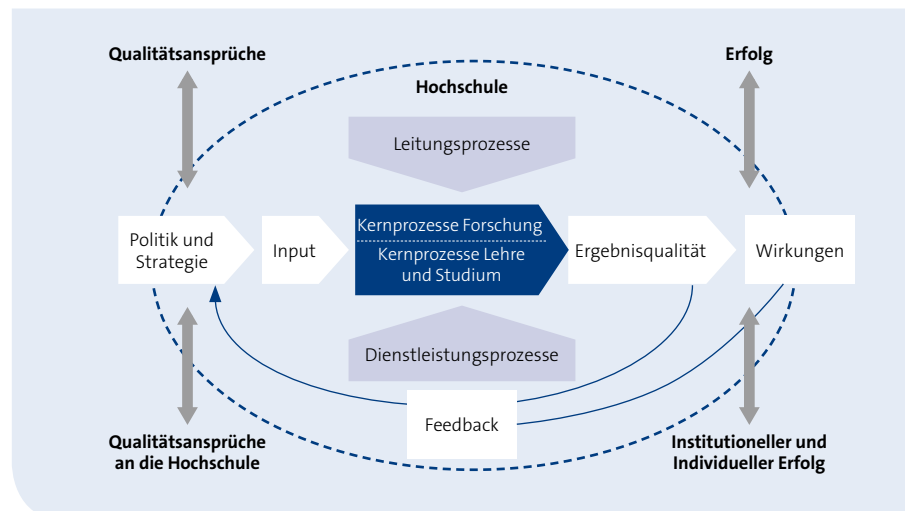 Qualitätsansprüche
Erfolg
Hochschule
Leitungsprozesse
Politik und
Strategie
Input
Kernprozesse Forschung
Kernprozesse Lehre
und Studium
Ergebnisqualität
Wirkungen
Dienstleistungsprozesse
Feedback
Qualitätsansprüche
an die Hochschule
Institutioneller und
Individueller Erfolg